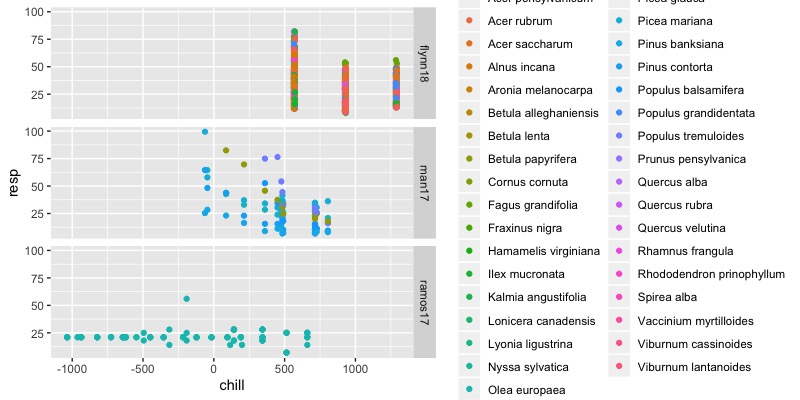 Acer pensylvanicum
Picea glauca
Acer rubrum
Picea mariana
Acer saccharum
Pinus banksiana
Alnus incana
Pinus contorta
Aronia melanocarpa
Populus balsamifera
Betula alleghaniensis
Populus grandidentata
Betula lenta
Populus tremuloides
Betula papyrifera
Prunus pensylvanica
Cornus cornuta
Quercus alba
Fagus grandifolia
Quercus rubra
Fraxinus nigra
Quercus velutina
Hamamelis virginiana
Rhamnus frangula
Ilex mucronata
Rhododendron prinophyllum
Kalmia angustifolia
Spirea alba
Lonicera canadensis
Vaccinium myrtilloides
Lyonia ligustrina
Viburnum cassinoides
Nyssa sylvatica
Viburnum lantanoides
Olea europaea
resp
100
75
50
25
flynn18
100
75
50
25
man17
100
75
50
25
ramos17
-1000
-500
0
500
1000
chill